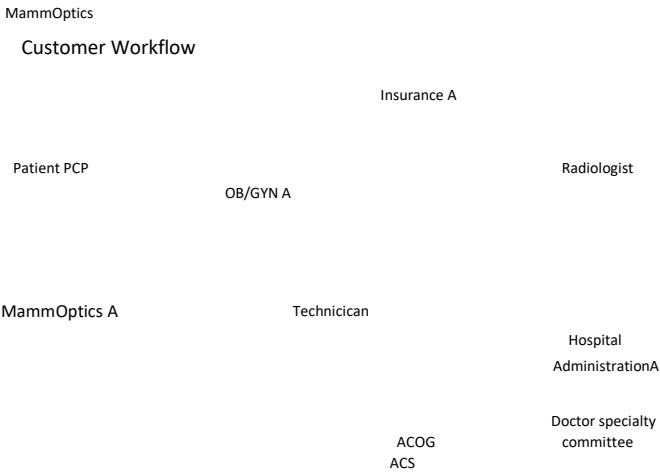 MammOptics
Customer Workflow
Insurance A
Patient PCP
Radiologist
OB/GYN A
MammOptics A
Technicican
Hospital
AdministrationA
Doctor specialty
committee
ACOG
ACS